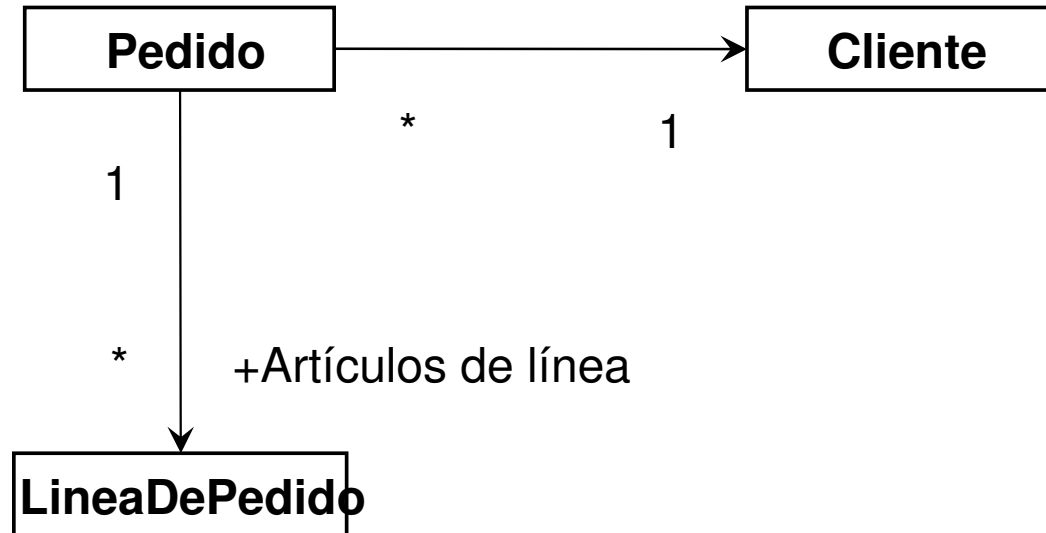 Pedido
Cliente
* 1
1
* +Artículos de línea
LineaDePedido